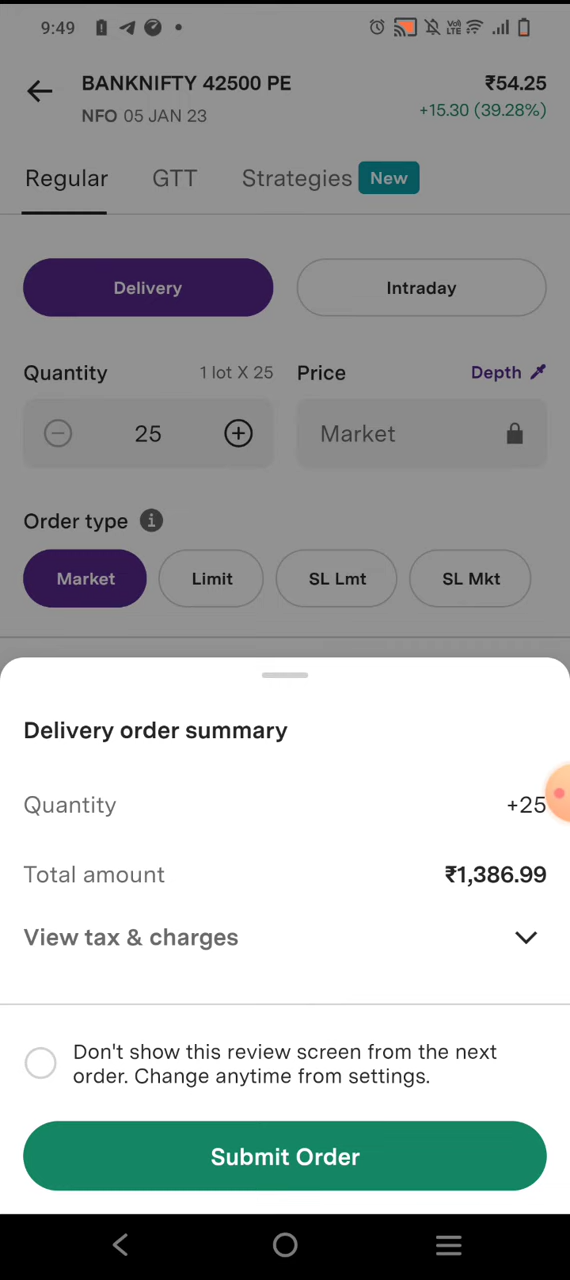 9:49
Vo) LTE
BANKNIFTY 42500 PE
₹54.25
NFO 05 JAN 23
+15.30 (39.28%)
Regular
GTT
Strategies
New
Delivery
Intraday
Quantity
1 lot X 25
Price
Depth
25
Market
Order type
Market
Limit
SL Lmt
SL Mkt
Delivery order summary
Quantity
+25
Total amount
₹1,386.99
View tax & charges
Don't show this review screen from the next
order. Change anytime from settings.
Submit Order